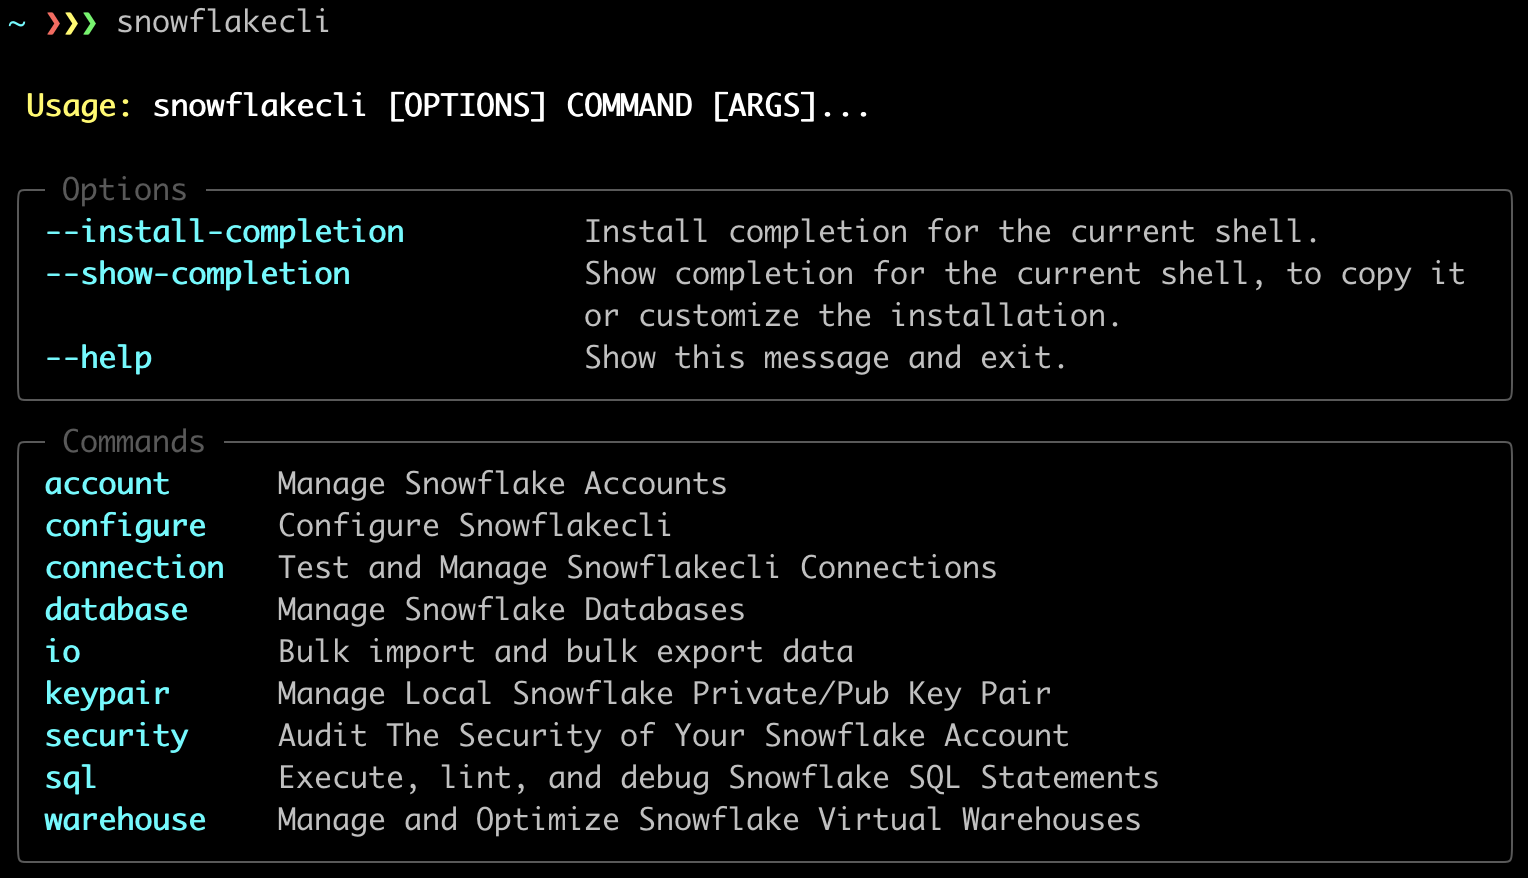 ~ ❯❯❯ snowflakecli
Usage: snowflakecli [OPTIONS] COMMAND [ARGS]...
Options
--install-completion Install completion for the current shell.
--show-completion Show completion for the current shell, to copy it
or customize the installation.
--help Show this message and exit.
Commands
account Manage Snowflake Accounts
configure Configure Snowflakecli
connection Test and Manage Snowflakecli Connections
database Manage Snowflake Databases
io Bulk import and bulk export data
keypair Manage Local Snowflake Private/Pub Key Pair
security Audit The Security of Your Snowflake Account
sql Execute, lint, and debug Snowflake SQL Statements
warehouse Manage and Optimize Snowflake Virtual Warehouses